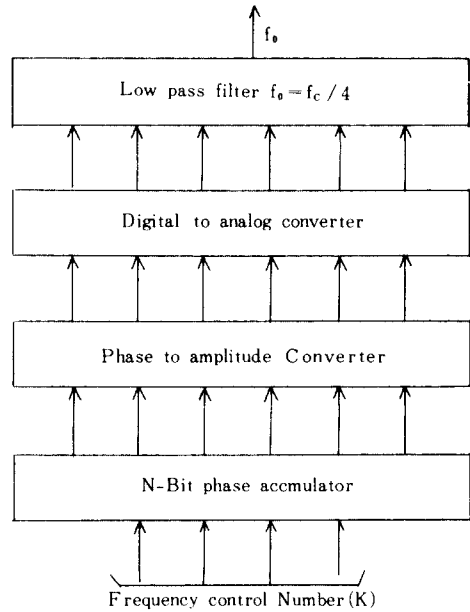 f₀
Low pass filter f₀=f_c/4
Digital to analog converter
Phase to amplitude Converter
N-Bit phase accmulator
Frequency control Number(K)